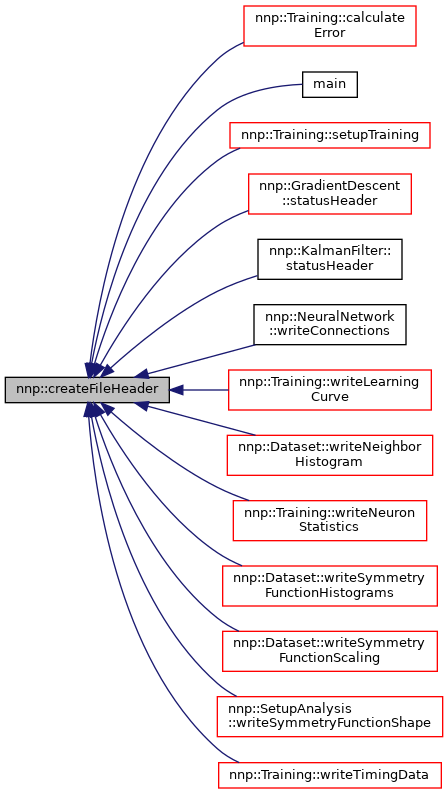 nnp::Training::calculate
Error
main
nnp::Training::setupTraining
nnp::GradientDescent
::statusHeader
nnp::KalmanFilter::
statusHeader
nnp::NeuralNetwork
::writeConnections
nnp::createFileHeader
nnp::Training::writeLearning
Curve
nnp::Dataset::writeNeighbor
Histogram
nnp::Training::writeNeuron
Statistics
nnp::Dataset::writeSymmetry
FunctionHistograms
nnp::Dataset::writeSymmetry
FunctionScaling
nnp::SetupAnalysis
::writeSymmetryFunctionShape
nnp::Training::writeTimingData